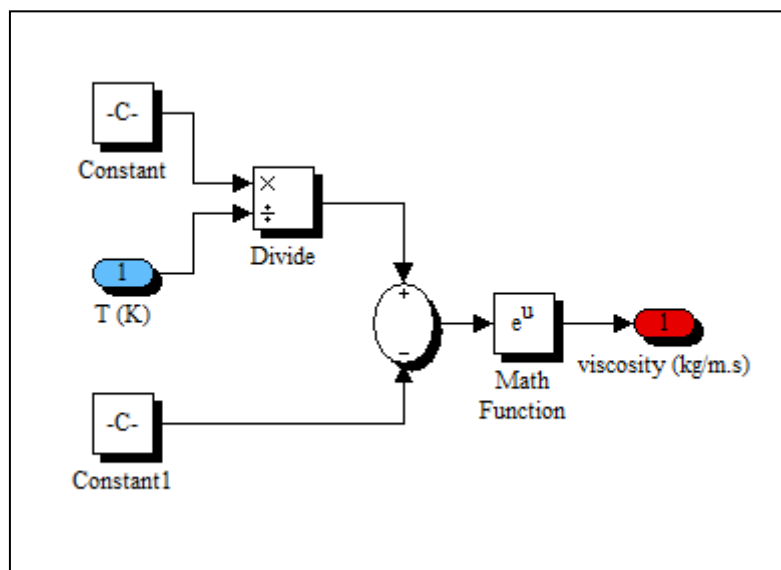 -C-
Constant
×
÷
Divide
1
T (K)
+
−
e^u
Math
Function
1
viscosity (kg/m.s)
-C-
Constant1